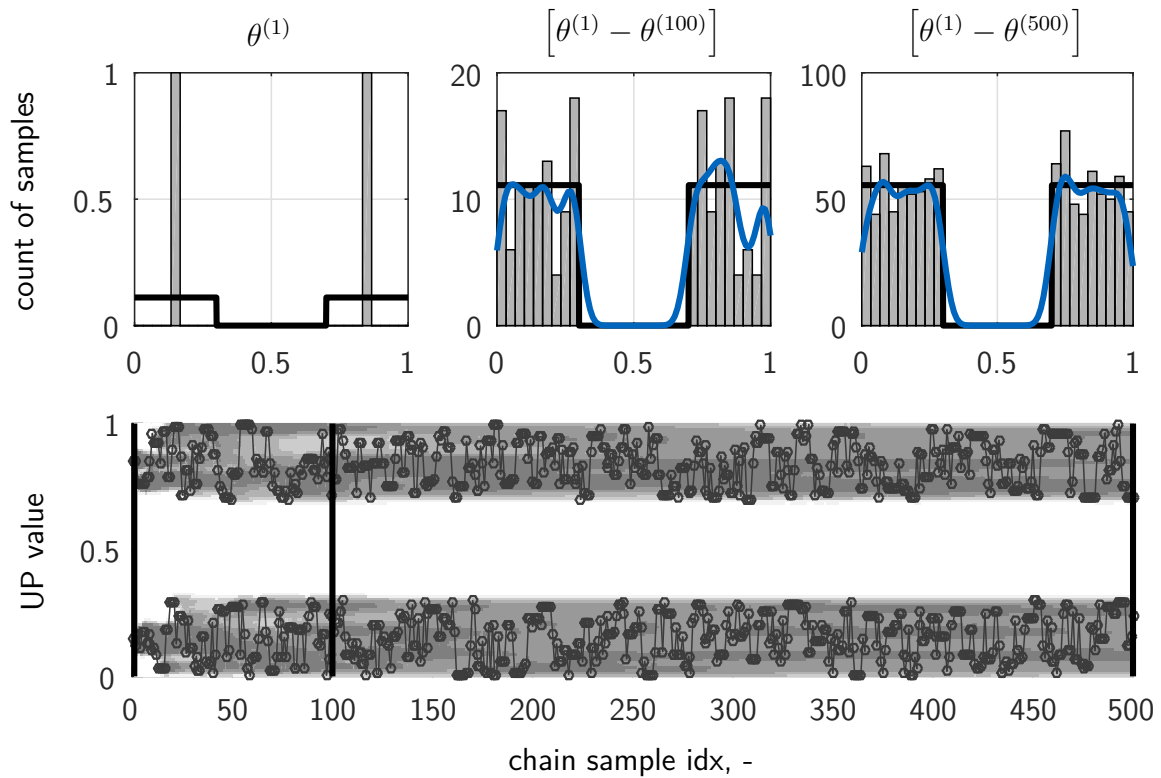 θ(1)
[θ(1) − θ(100)]
[θ(1) − θ(500)]
count of samples
1
0.5
0
0 0.5 1
20
10
0
0 0.5 1
100
50
0
0 0.5 1
UP value
1
0.5
0
0 50 100 150 200 250 300 350 400 450 500
chain sample idx, -